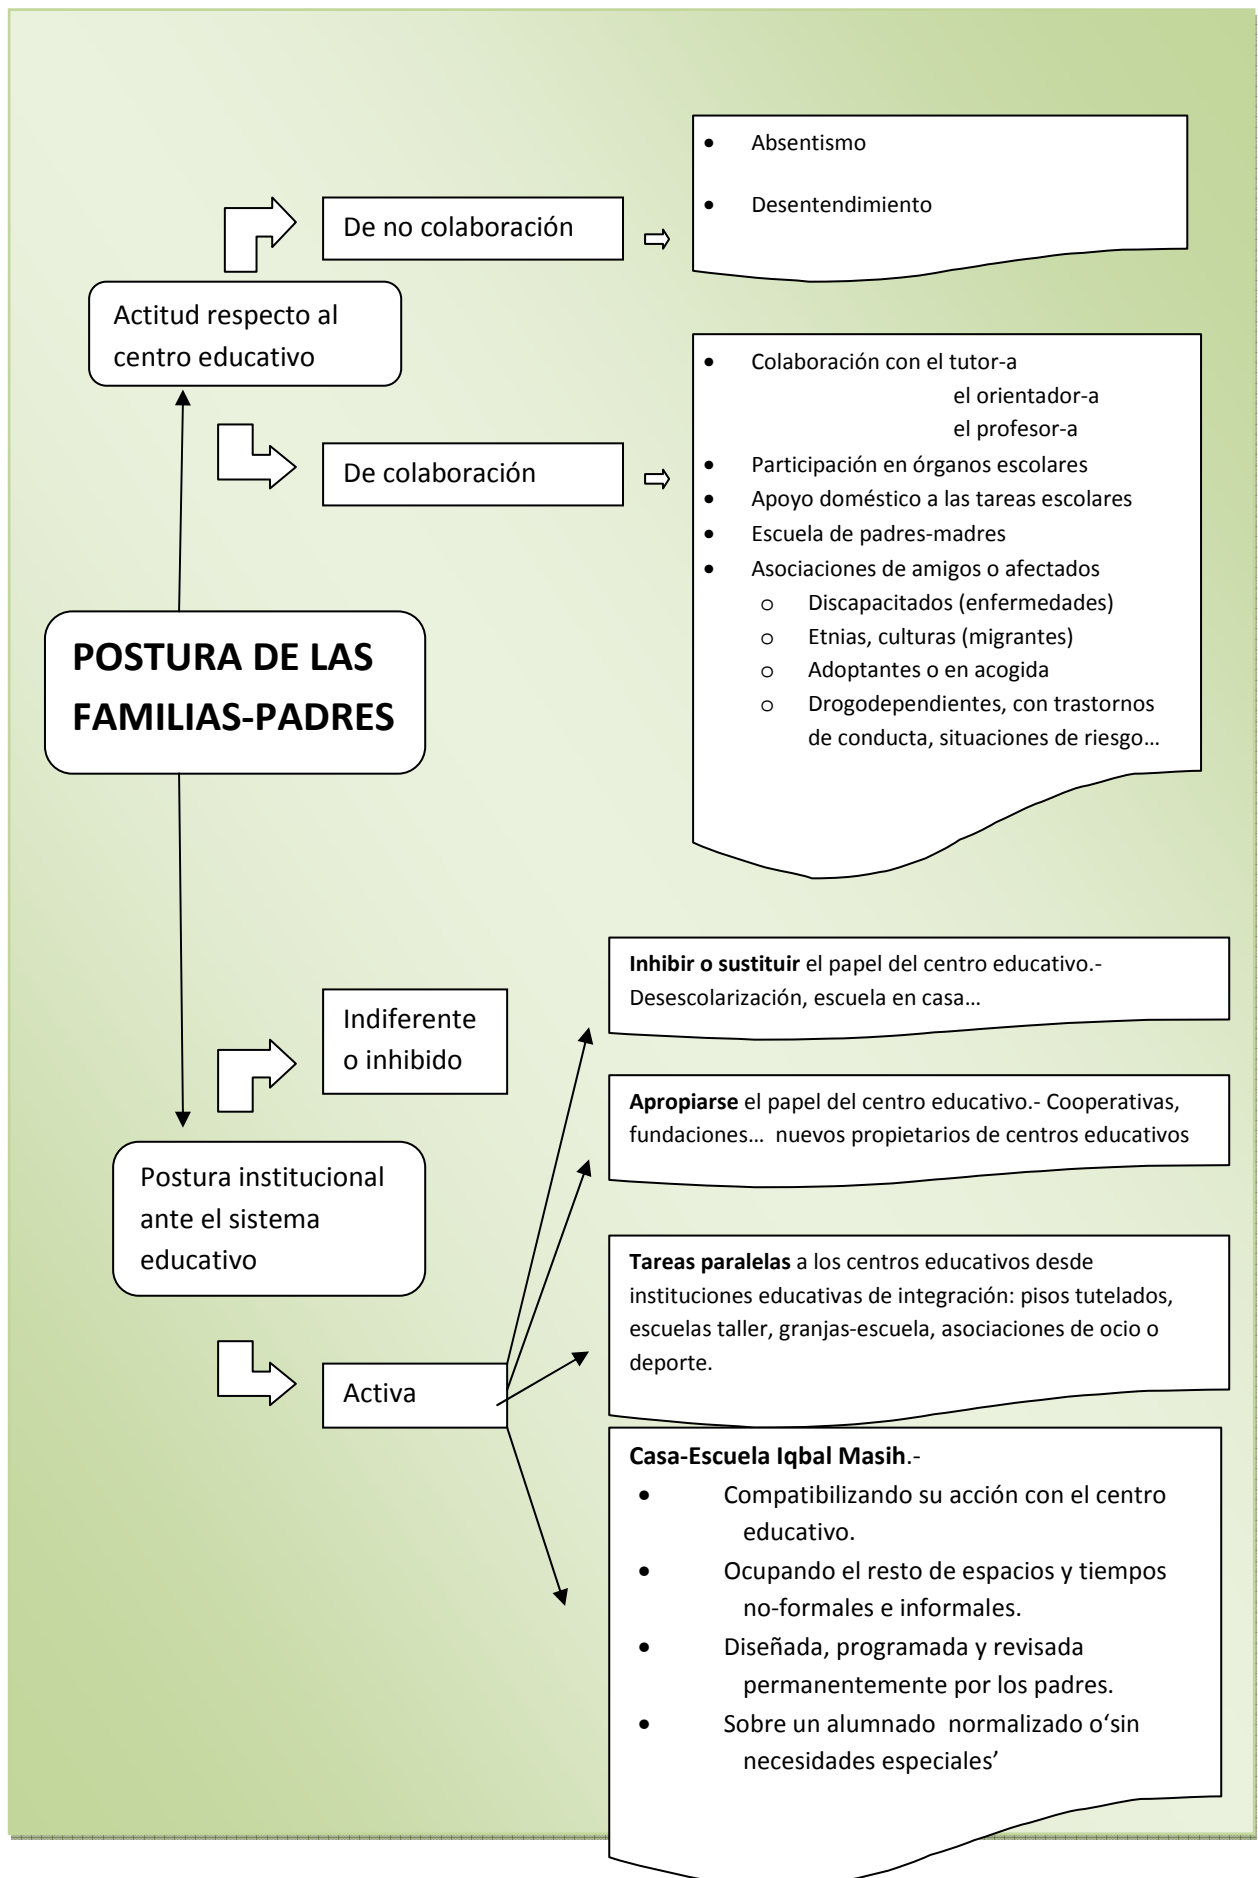 • Absentismo
• Desentendimiento
De no colaboración
Actitud respecto al
centro educativo
• Colaboración con el tutor-a
el orientador-a
el profesor-a
• Participación en órganos escolares
• Apoyo doméstico a las tareas escolares
• Escuela de padres-madres
• Asociaciones de amigos o afectados
o Discapacitados (enfermedades)
o Etnias, culturas (migrantes)
o Adoptantes o en acogida
o Drogodependientes, con trastornos
de conducta, situaciones de riesgo…
De colaboración
POSTURA DE LAS
FAMILIAS-PADRES
Inhibir o sustituir el papel del centro educativo.-
Desescolarización, escuela en casa…
Indiferente
o inhibido
Apropiarse el papel del centro educativo.- Cooperativas,
fundaciones… nuevos propietarios de centros educativos
Postura institucional
ante el sistema
educativo
Tareas paralelas a los centros educativos desde
instituciones educativas de integración: pisos tutelados,
escuelas taller, granjas-escuela, asociaciones de ocio o
deporte.
Activa
Casa-Escuela Iqbal Masih.-
• Compatibilizando su acción con el centro
educativo.
• Ocupando el resto de espacios y tiempos
no-formales e informales.
• Diseñada, programada y revisada
permanentemente por los padres.
• Sobre un alumnado normalizado o‘sin
necesidades especiales’